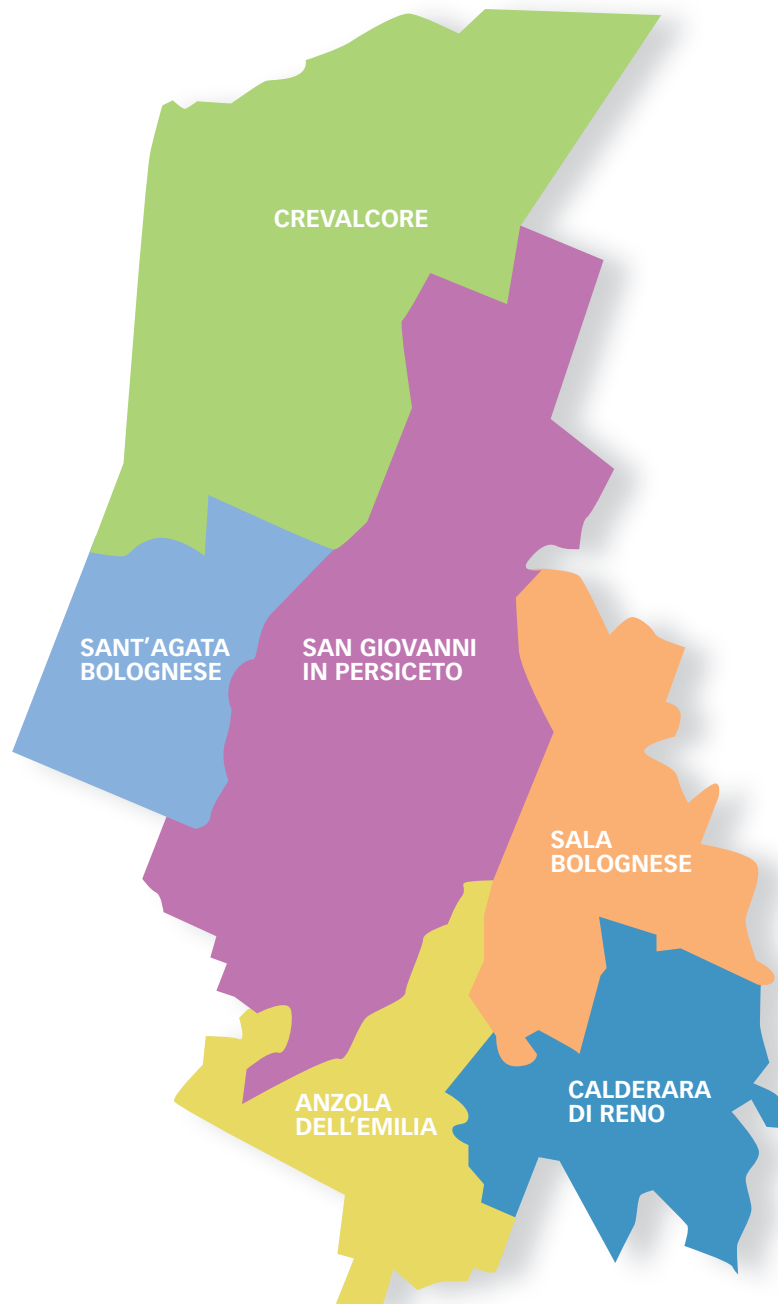 CREVALCORE
SANT'AGATA
BOLOGNESE
SAN GIOVANNI
IN PERSICETO
SALA
BOLOGNESE
CALDERARA
DI RENO
ANZOLA
DELL'EMILIA